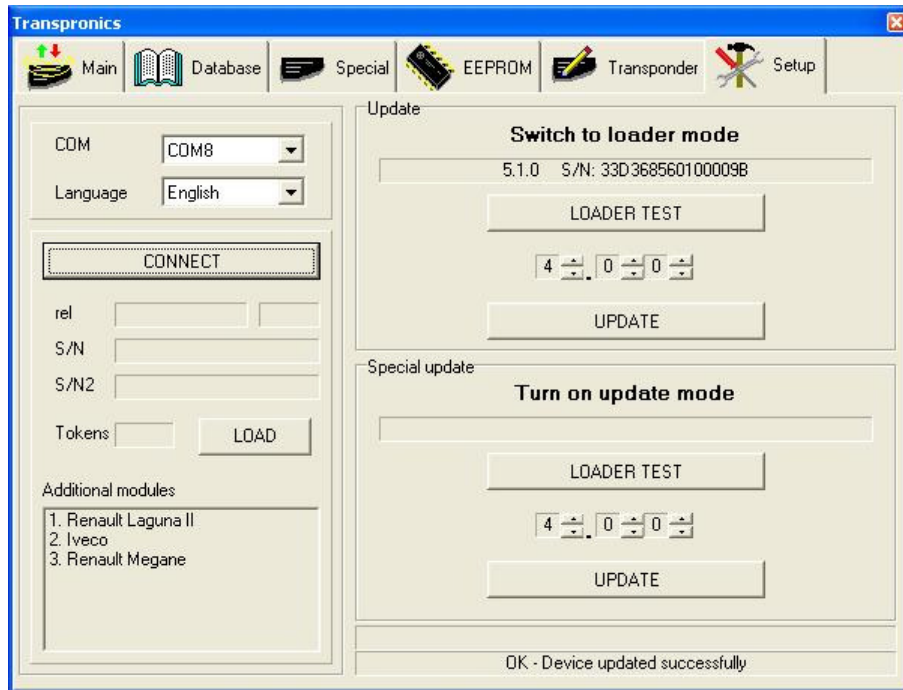 Transpronics
Main Database Special EEPROM Transponder Setup
COM COM8
Language English
CONNECT
rel
S/N
S/N2
Tokens LOAD
Additional modules
1. Renault Laguna II
2. Iveco
3. Renault Megane
Update
Switch to loader mode
5.1.0 S/N: 33D368560100009B
LOADER TEST
4 . 0 0
UPDATE
Special update
Turn on update mode
LOADER TEST
4 . 0 0
UPDATE
OK - Device updated successfully